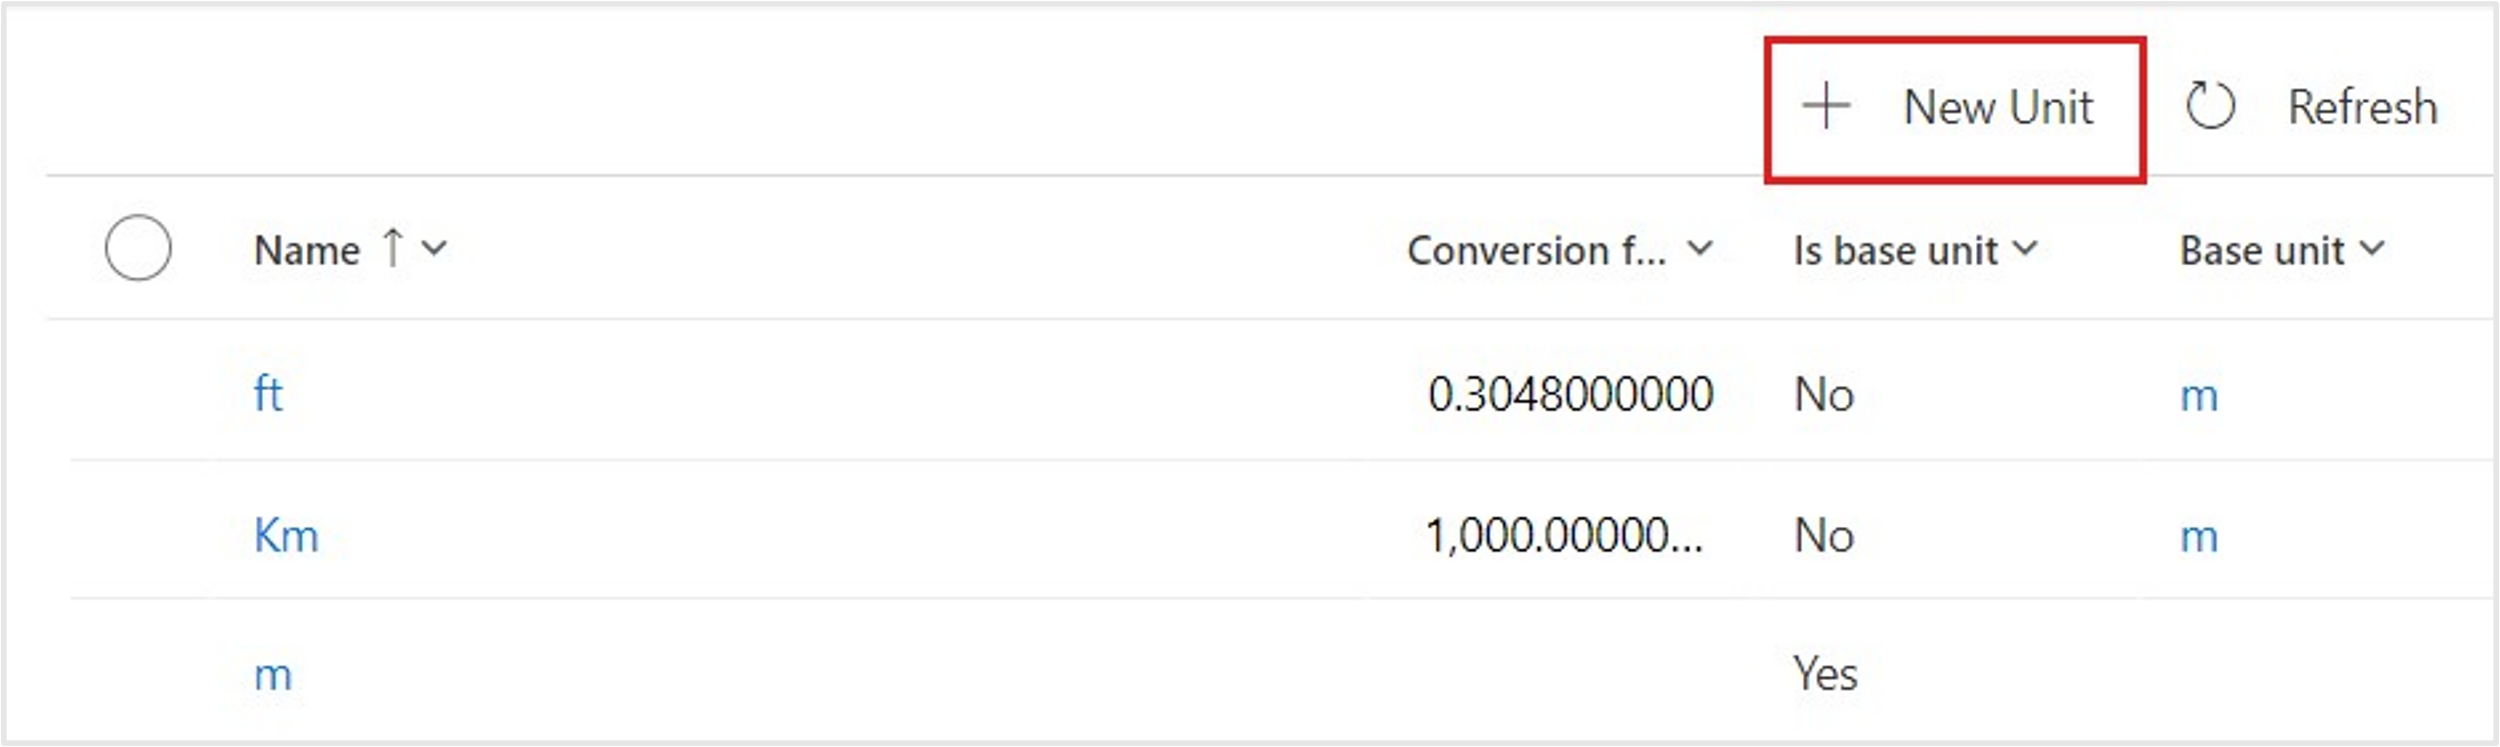 New Unit Refresh
Name Conversion f... Is base unit Base unit
ft 0.3048000000 No m
Km 1,000.00000... No m
m Yes